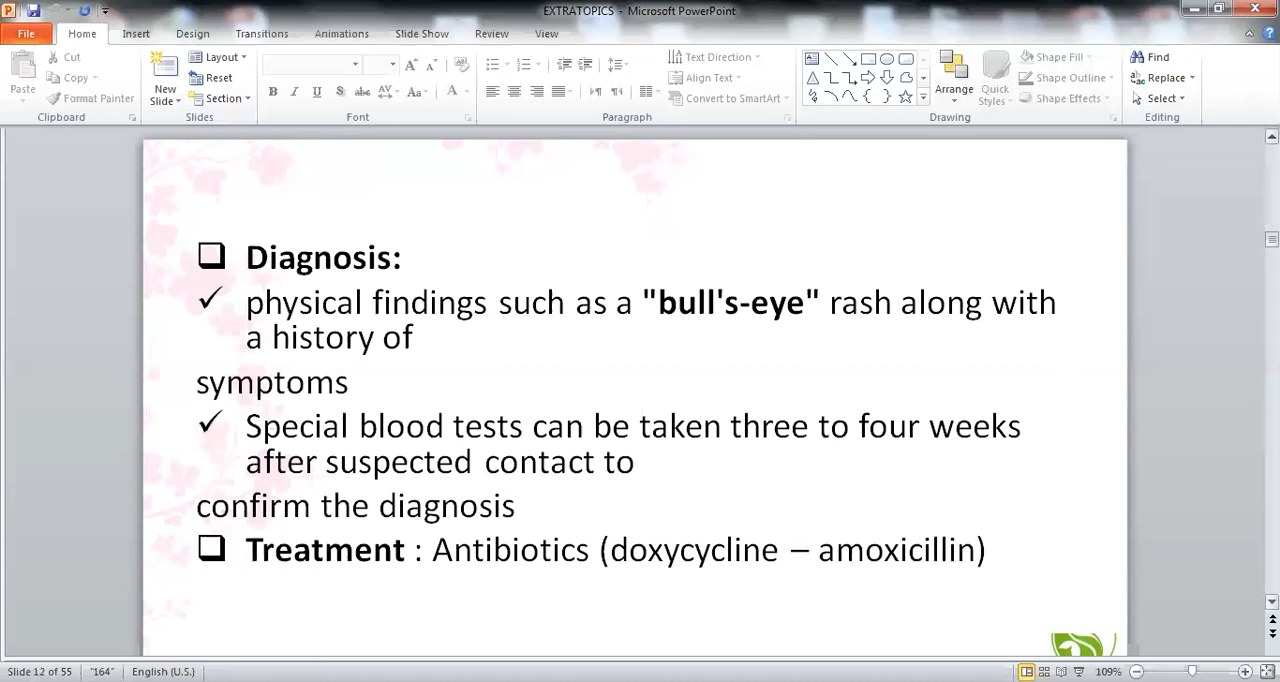 EXTRATOPICS - Microsoft PowerPoint
File Home Insert Design Transitions Animations Slide Show Review View
Paste
Cut
Copy
Format Painter
Clipboard
New
Slide
Layout
Reset
Section
Slides
B I U S abc AV Aa A
Font
Text Direction
Align Text
Convert to SmartArt
Paragraph
Arrange
Quick
Styles
Shape Fill
Shape Outline
Shape Effects
Drawing
Find
Replace
Select
Editing
Diagnosis:
physical findings such as a "bull's-eye" rash along with
a history of
symptoms
Special blood tests can be taken three to four weeks
after suspected contact to
confirm the diagnosis
Treatment : Antibiotics (doxycycline – amoxicillin)
Slide 12 of 55 "164" English (U.S.) 109%